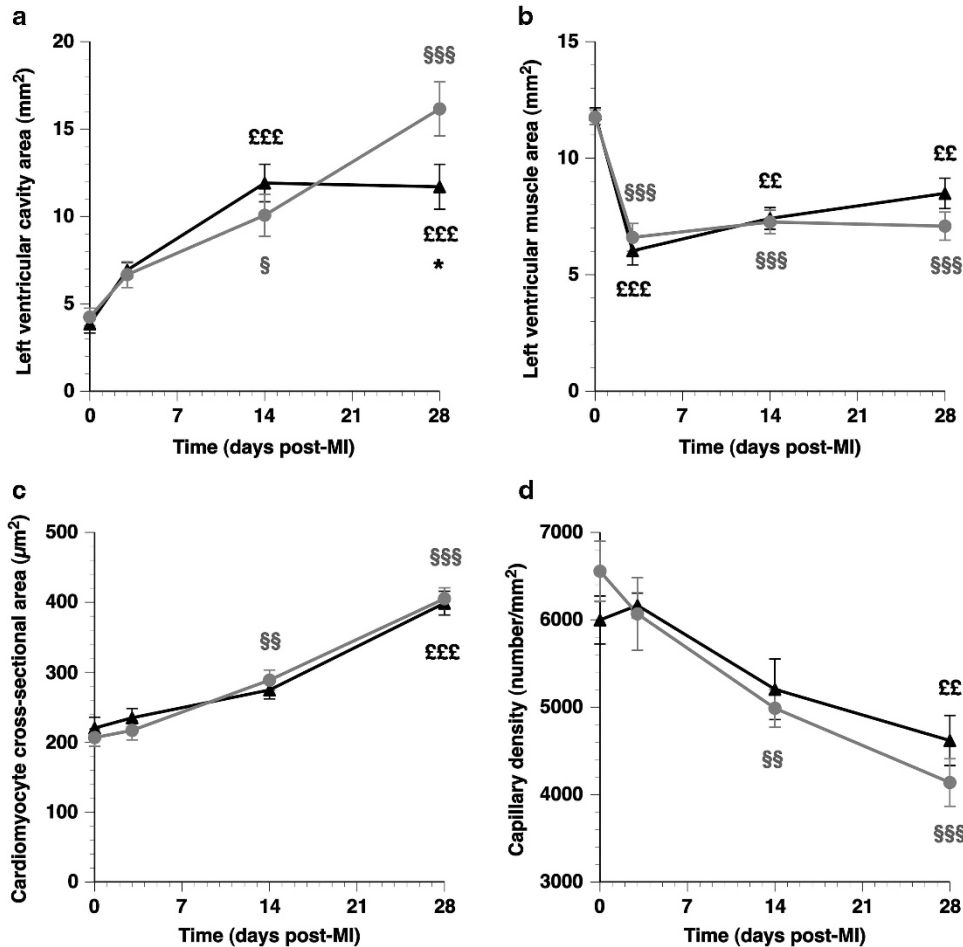 a
Left ventricular cavity area (mm²)
20
15
10
5
0
£££
§
§§§
£££
*
0 7 14 21 28
Time (days post-MI)
b
Left ventricular muscle area (mm²)
15
10
5
0
§§§
£££
££
§§§
££
§§§
0 7 14 21 28
Time (days post-MI)
c
Cardiomyocyte cross-sectional area (µm²)
500
400
300
200
100
0
§§
§§§
£££
0 7 14 21 28
Time (days post-MI)
d
Capillary density (number/mm²)
7000
6000
5000
4000
3000
§§
££
§§§
0 7 14 21 28
Time (days post-MI)